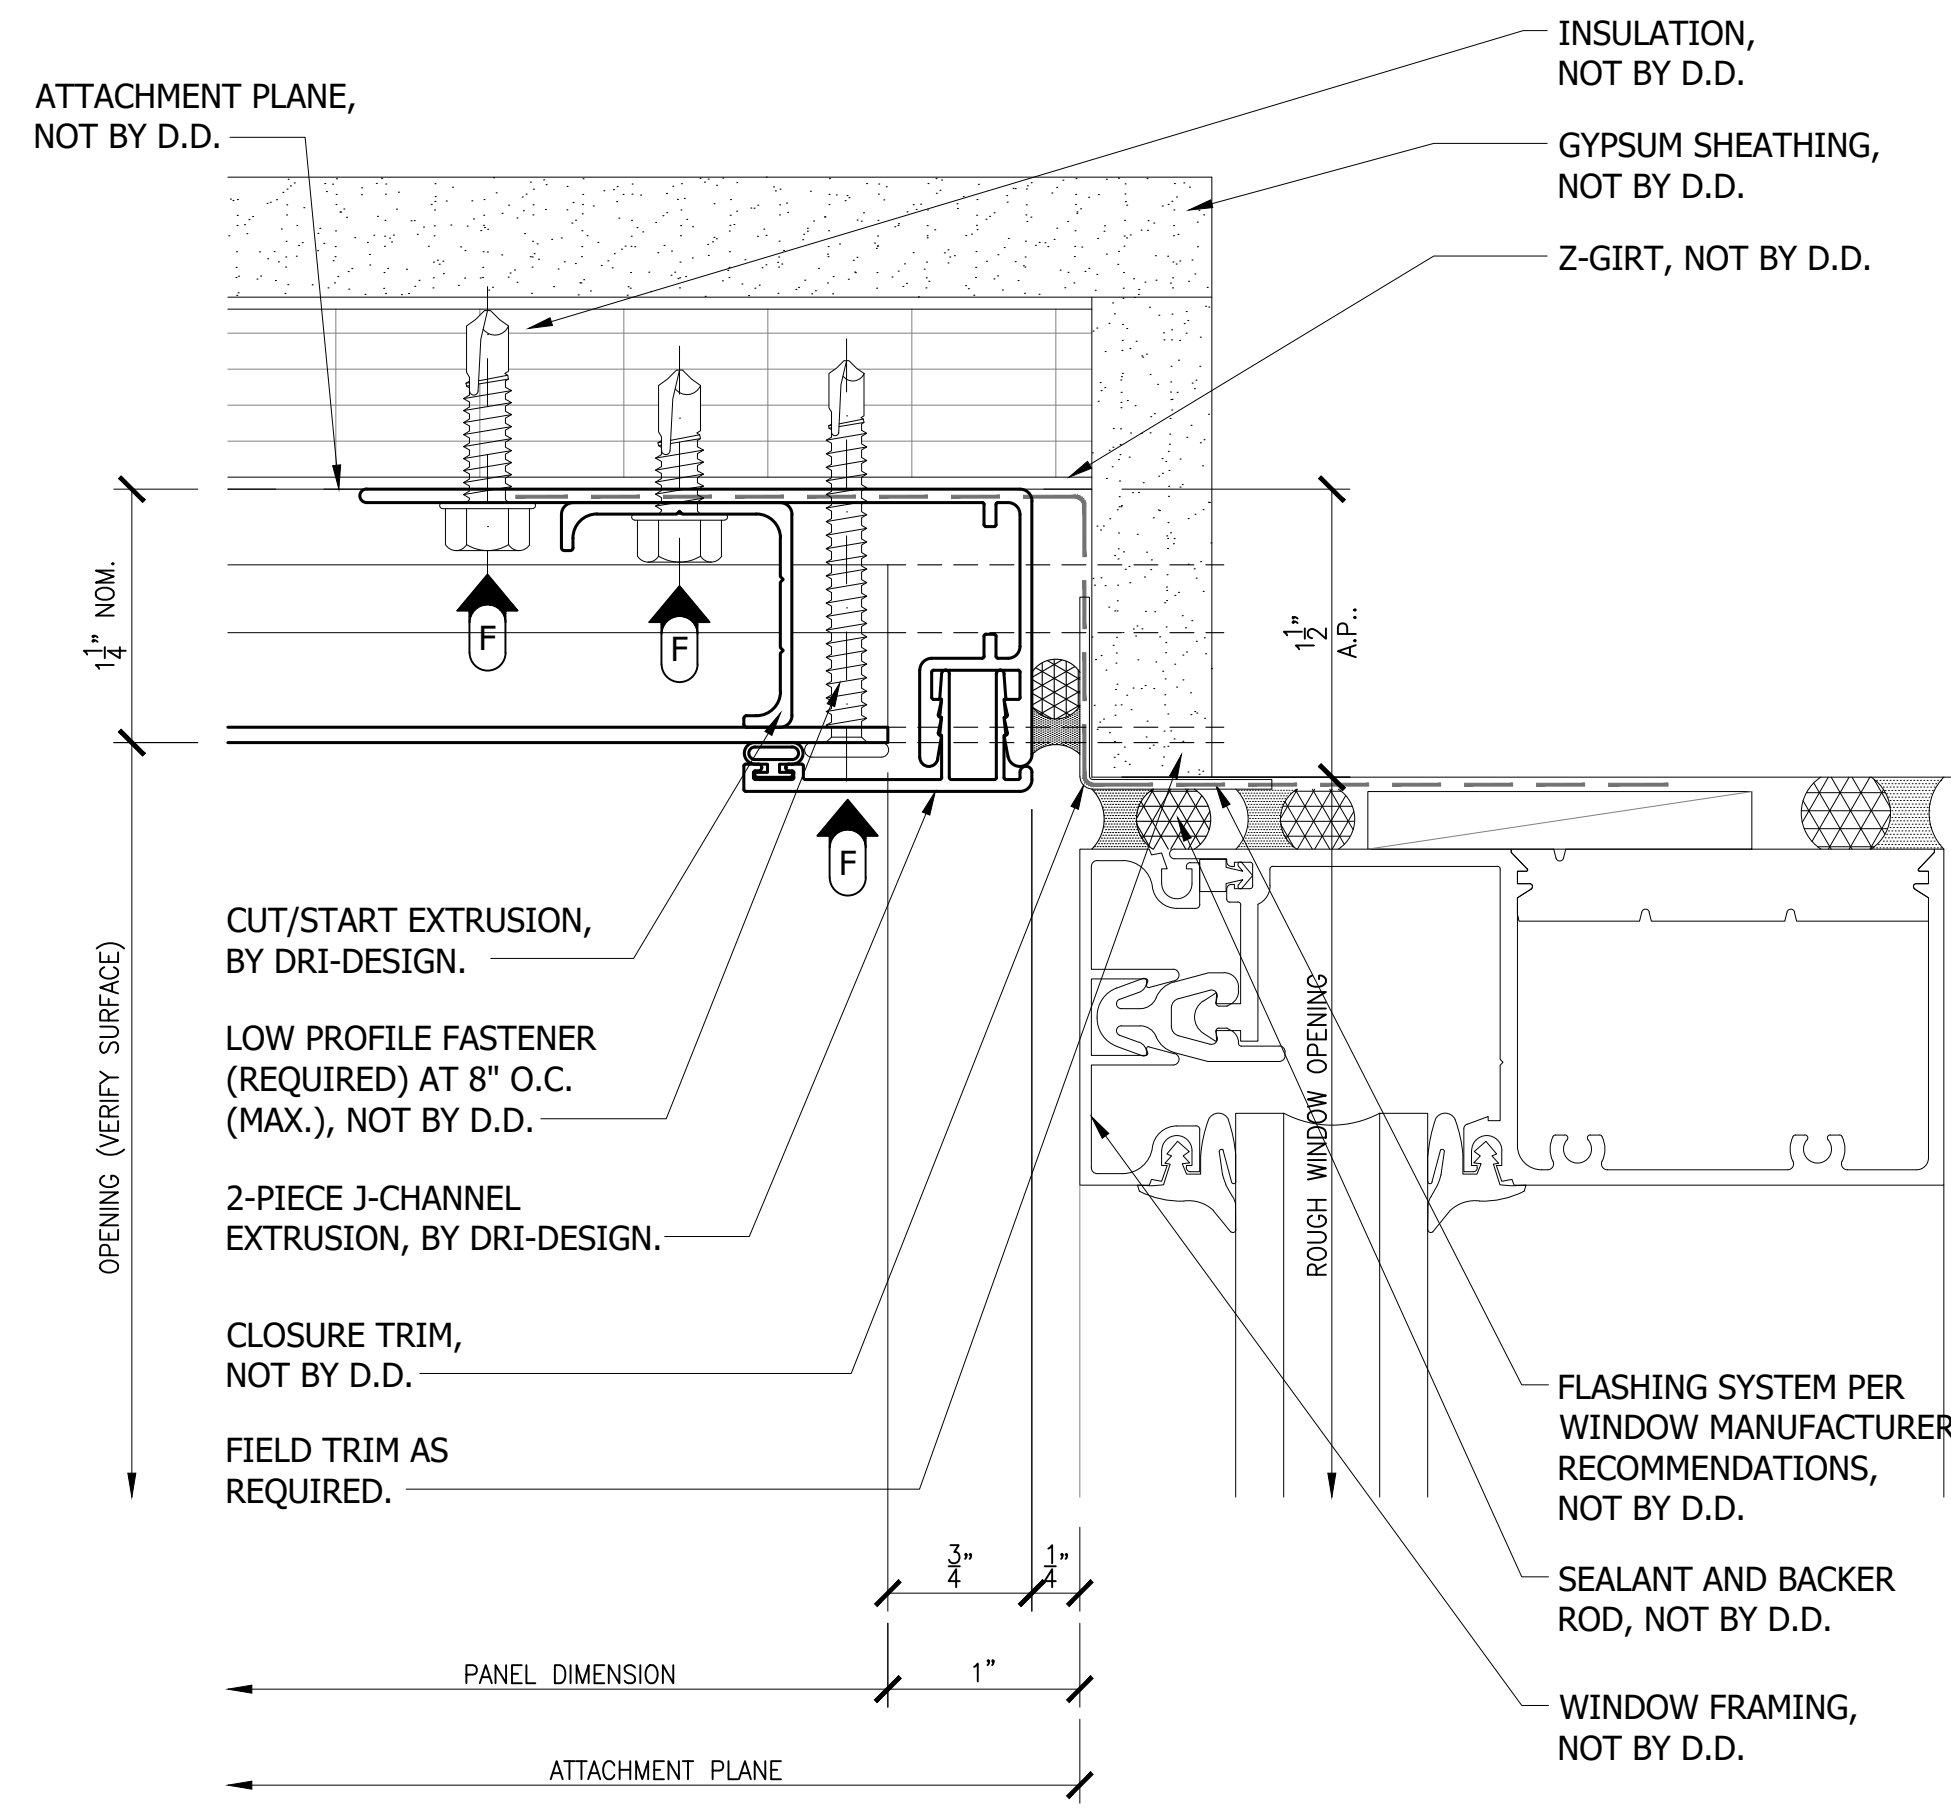 INSULATION,
NOT BY D.D.
ATTACHMENT PLANE,
NOT BY D.D.
GYPSUM SHEATHING,
NOT BY D.D.
Z-GIRT, NOT BY D.D.
1 1/4" NOM.
1 1/2"
A.P..
F
F
F
OPENING (VERIFY SURFACE)
ROUGH WINDOW OPENING
CUT/START EXTRUSION,
BY DRI-DESIGN.
LOW PROFILE FASTENER
(REQUIRED) AT 8" O.C.
(MAX.), NOT BY D.D.
2-PIECE J-CHANNEL
EXTRUSION, BY DRI-DESIGN.
CLOSURE TRIM,
NOT BY D.D.
FIELD TRIM AS
REQUIRED.
FLASHING SYSTEM PER
WINDOW MANUFACTURER
RECOMMENDATIONS,
NOT BY D.D.
SEALANT AND BACKER
ROD, NOT BY D.D.
WINDOW FRAMING,
NOT BY D.D.
3/4"
1/4"
PANEL DIMENSION
1"
ATTACHMENT PLANE